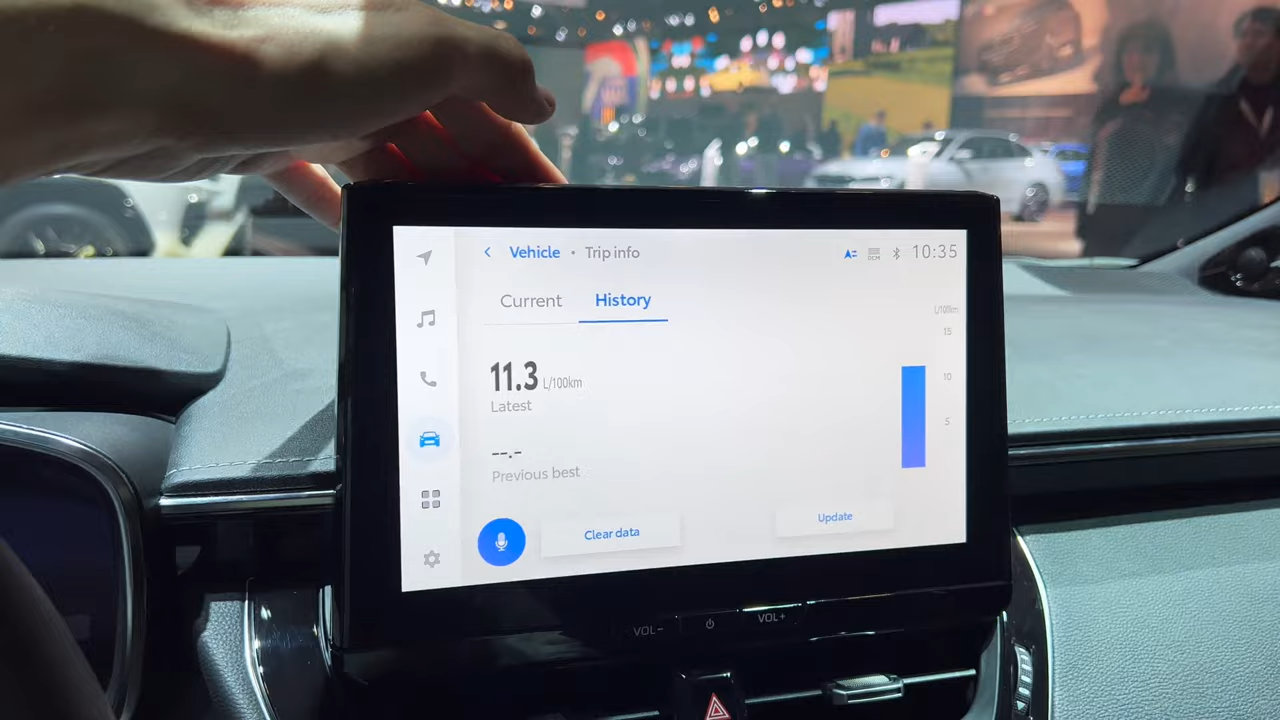 Vehicle • Trip info
DCM
10:35
Current
History
L/100km
15
11.3 L/100km
10
Latest
5
--.-
Previous best
Clear data
Update
VOL-
VOL+